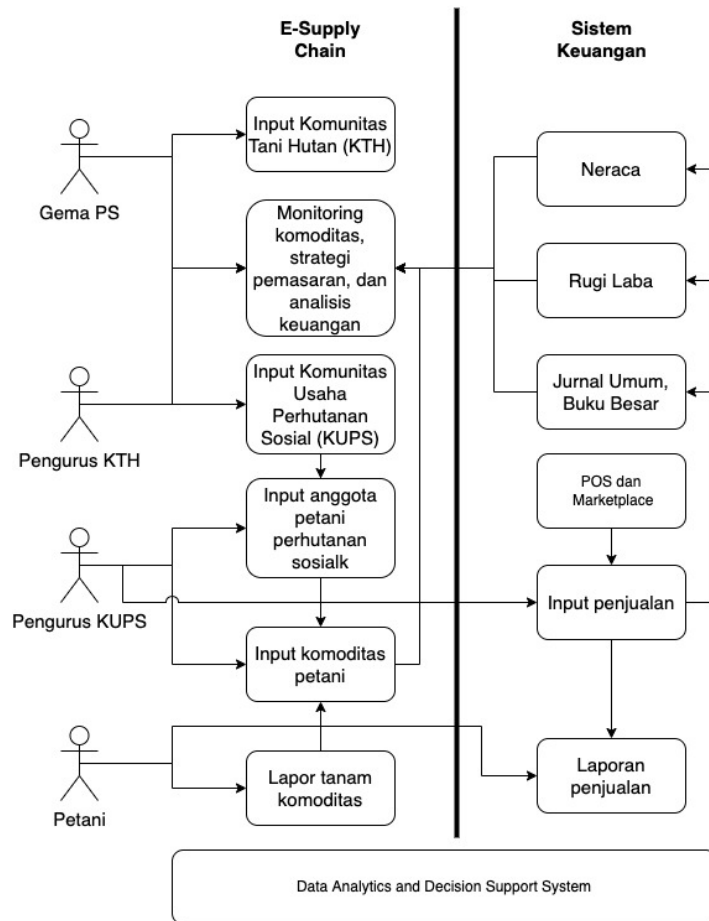 E-Supply
Chain
Sistem
Keuangan
Input Komunitas
Tani Hutan (KTH)
Gema PS
Neraca
Monitoring
komoditas,
strategi
pemasaran, dan
analisis
keuangan
Rugi Laba
Input Komunitas
Usaha
Perhutanan
Sosial (KUPS)
Jurnal Umum,
Buku Besar
Pengurus KTH
POS dan
Marketplace
Input anggota
petani
perhutanan
sosialk
Pengurus KUPS
Input penjualan
Input komoditas
petani
Petani
Lapor tanam
komoditas
Laporan
penjualan
Data Analytics and Decision Support System